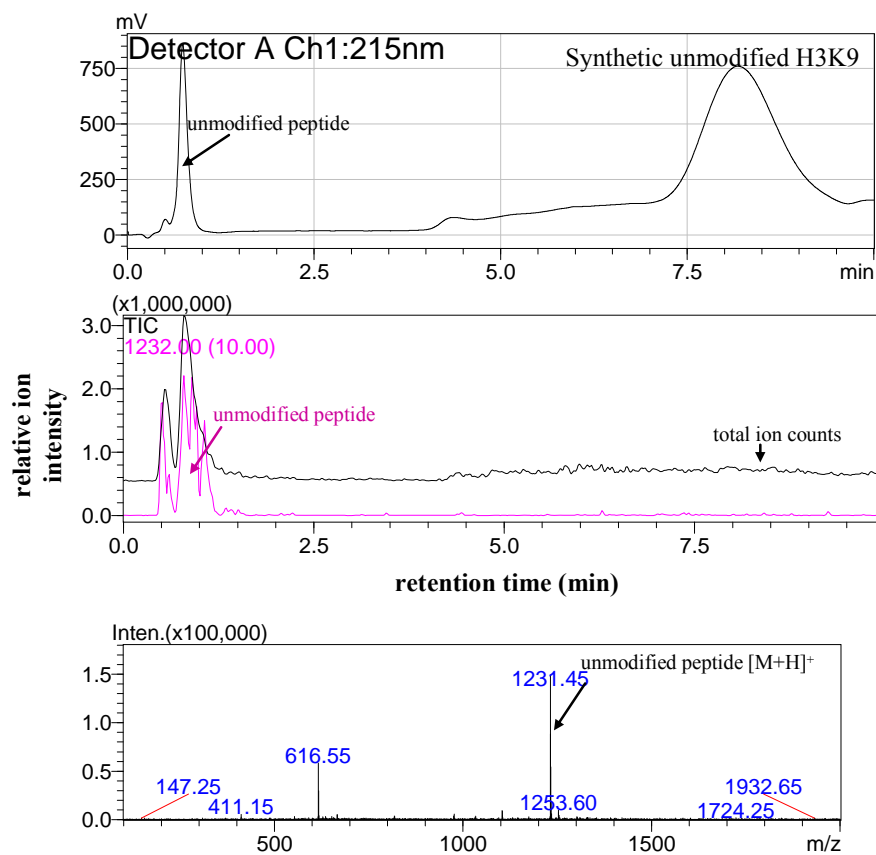 mV
Detector A Ch1:215nm
Synthetic unmodified H3K9
750
unmodified peptide
500
250
0
0.0 2.5 5.0 7.5 min
(x1,000,000)
3.0
TIC
1232.00 (10.00)
2.0
unmodified peptide
total ion counts
1.0
0.0
0.0 2.5 5.0 7.5
relative ion
intensity
retention time (min)
Inten.(x100,000)
unmodified peptide [M+H]⁺
1.5
1231.45
1.0
616.55
0.5
147.25
1932.65
411.15
1253.60
1724.25
0.0
500 1000 1500 m/z